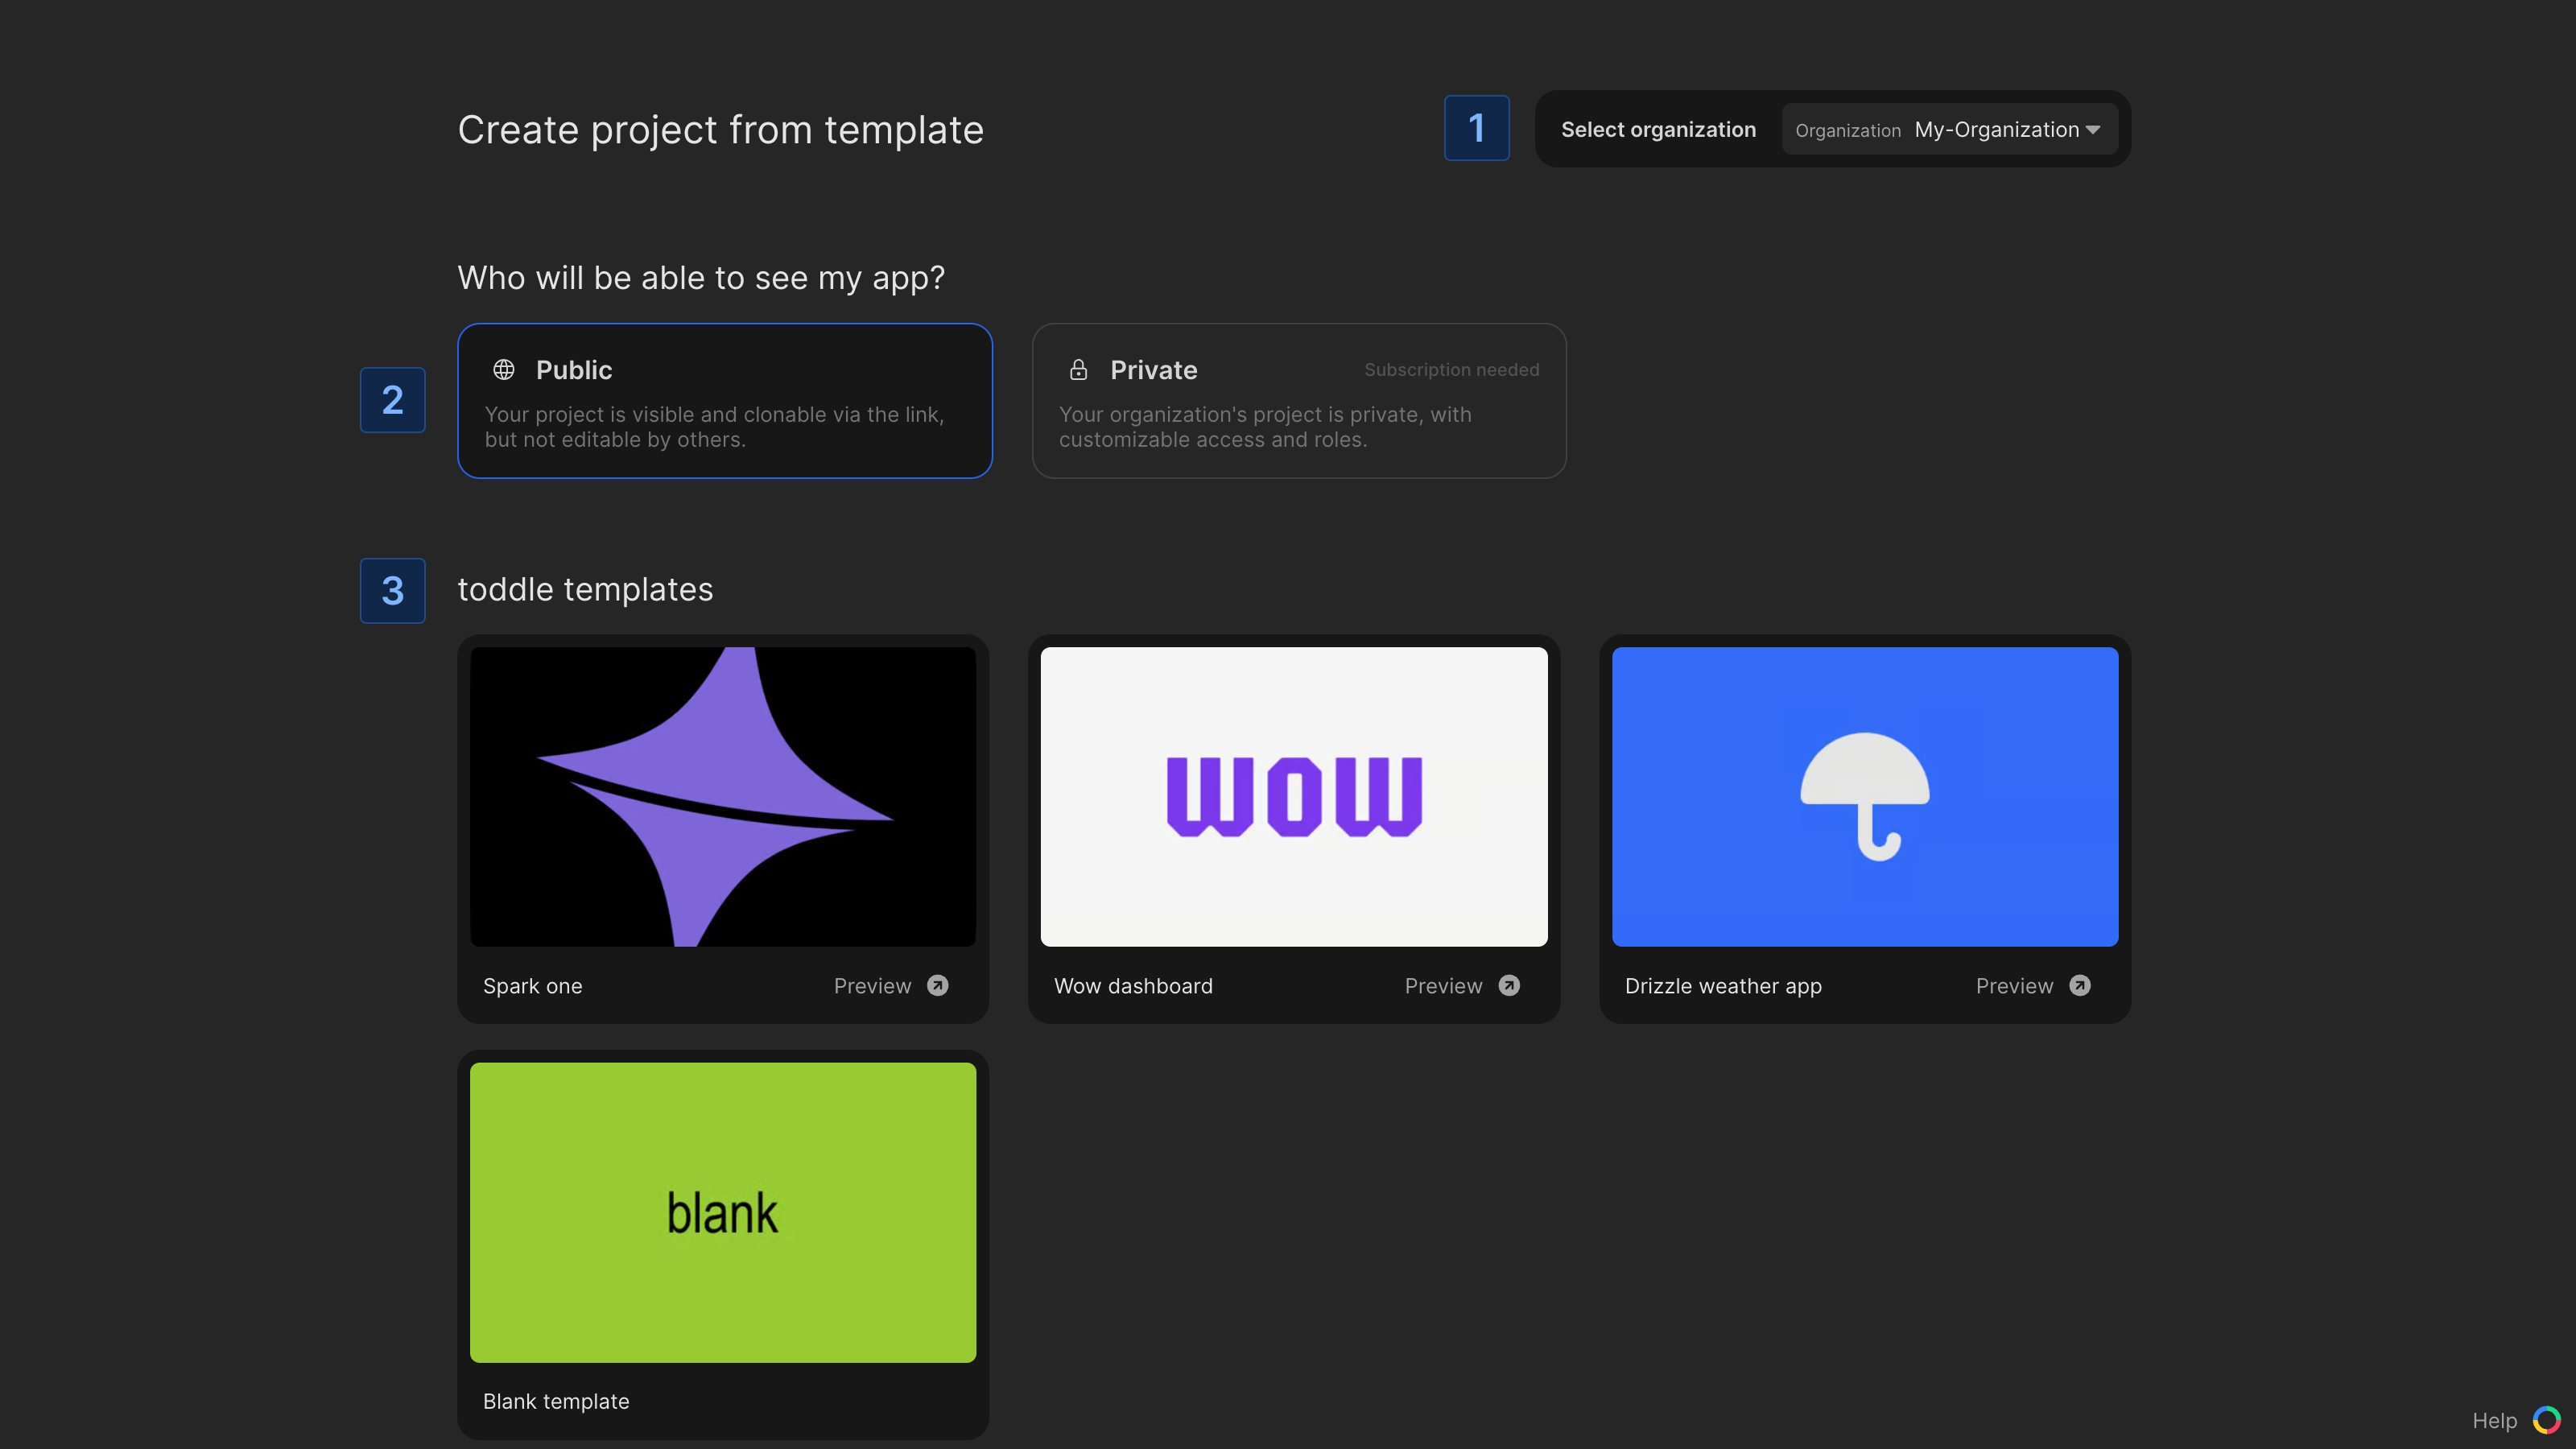 Create project from template
1
Select organization
Organization My-Organization
Who will be able to see my app?
2
Public
Your project is visible and clonable via the link,
but not editable by others.
Private
Subscription needed
Your organization's project is private, with
customizable access and roles.
3
toddle templates
WOW
Spark one
Preview
Wow dashboard
Preview
Drizzle weather app
Preview
blank
Blank template
Help